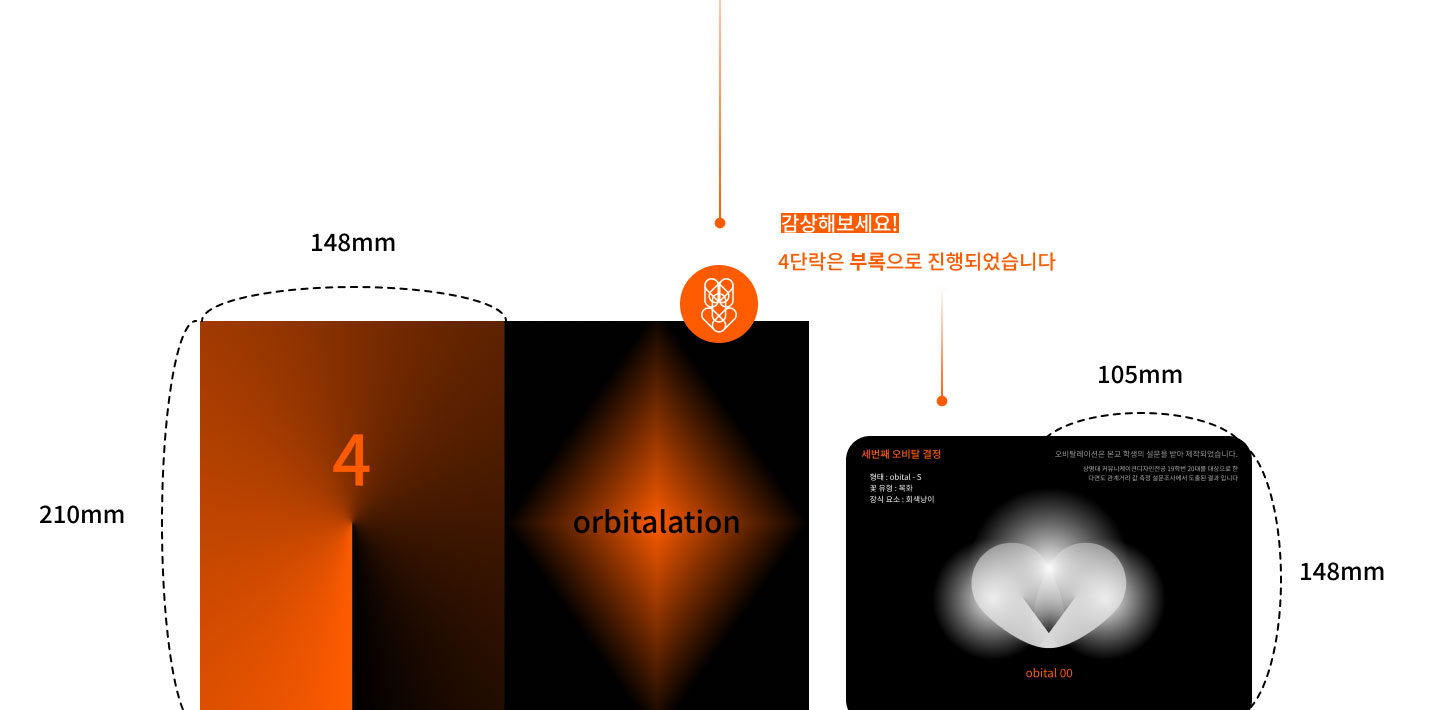 감상해보세요!
4단락은 부록으로 진행되었습니다
148mm
210mm
4
orbitalation
105mm
148mm
세번째 오비탈 결정
형태 : obital - S
꽃 유형 : 목화
장식 요소 : 회색냥이
오비탈레이션은 본교 학생의 설문을 받아 제작되었습니다.
상명대 커뮤니케이션디자인전공 19학번 20대를 대상으로 한
다면도 관계거리 값 측정 설문조사에서 도출된 결과 입니다
obital 00